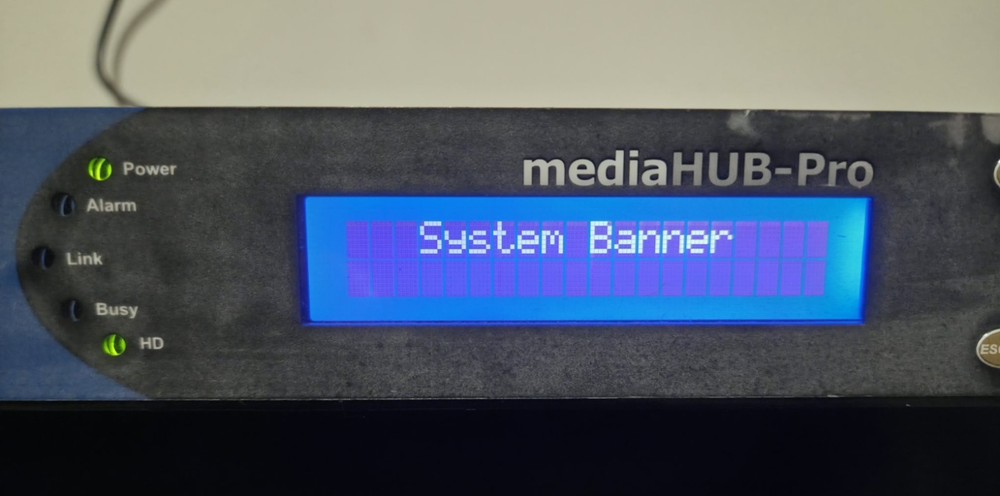 mediaHUB-Pro
Power
Alarm
Link
Busy
HD
System Banner